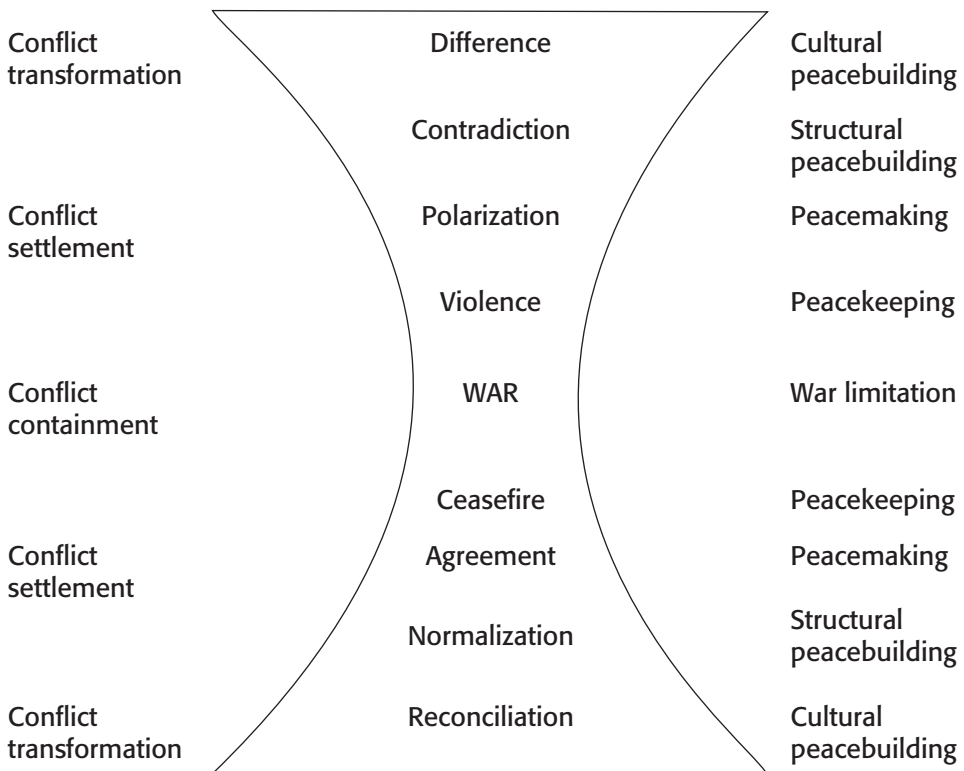 Conflict
transformation
Difference
Cultural
peacebuilding
Contradiction
Structural
peacebuilding
Conflict
settlement
Polarization
Peacemaking
Violence
Peacekeeping
Conflict
containment
WAR
War limitation
Ceasefire
Peacekeeping
Conflict
settlement
Agreement
Peacemaking
Normalization
Structural
peacebuilding
Conflict
transformation
Reconciliation
Cultural
peacebuilding